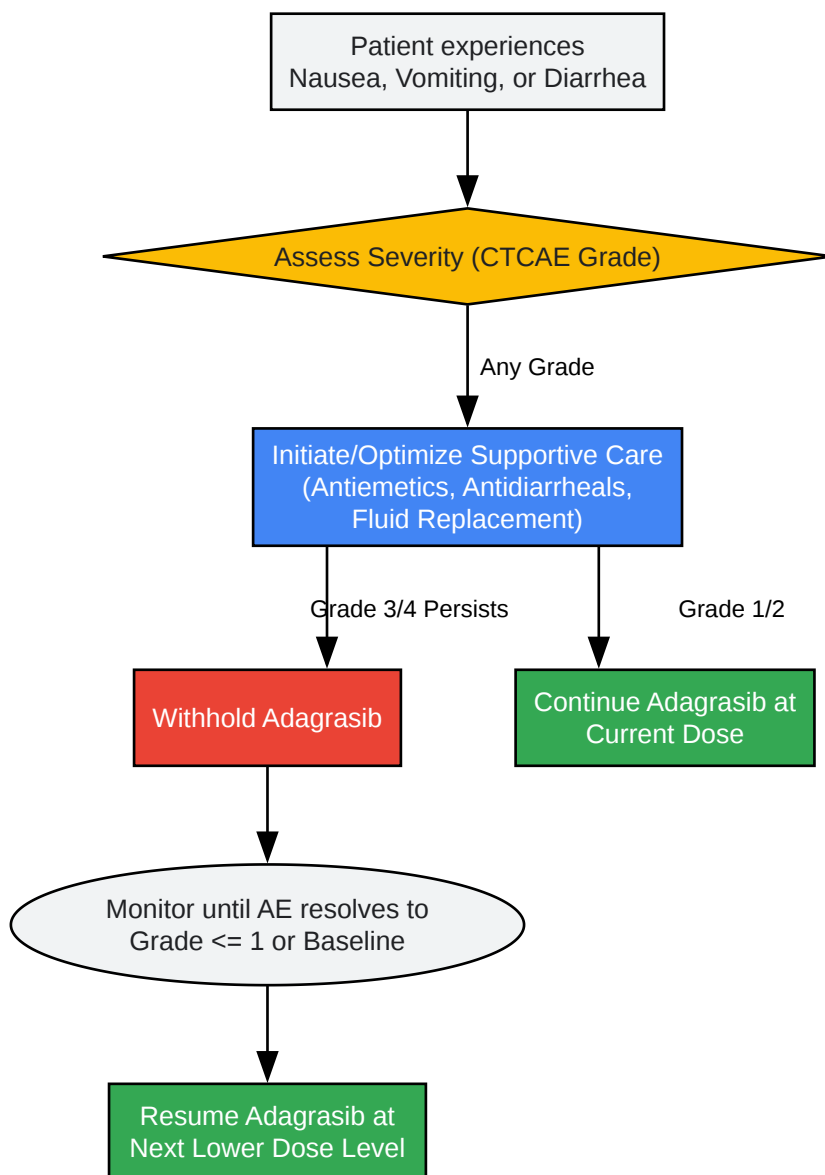 Patient experiences
Nausea, Vomiting, or Diarrhea
Assess Severity (CTCAE Grade)
Any Grade
Initiate/Optimize Supportive Care
(Antiemetics, Antidiarrheals,
Fluid Replacement)
Grade 3/4 Persists
Grade 1/2
Withhold Adagrasib
Continue Adagrasib at
Current Dose
Monitor until AE resolves to
Grade <= 1 or Baseline
Resume Adagrasib at
Next Lower Dose Level